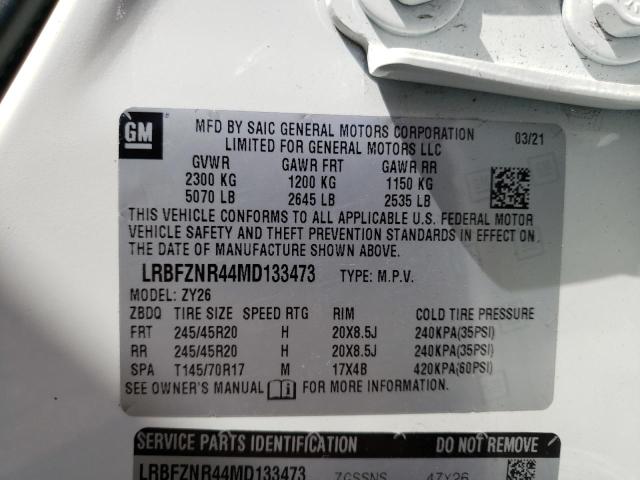 GM
MFD BY SAIC GENERAL MOTORS CORPORATION 03/21
LIMITED FOR GENERAL MOTORS LLC
GVWR GAWR FRT GAWR RR
2300 KG 1200 KG 1150 KG
5070 LB 2645 LB 2535 LB
THIS VEHICLE CONFORMS TO ALL APPLICABLE U.S. FEDERAL MOTOR
VEHICLE SAFETY AND THEFT PREVENTION STANDARDS IN EFFECT ON
THE DATE OF MANUFACTURE SHOWN ABOVE.
LRBFZNR44MD133473 TYPE: M.P.V.
MODEL: ZY26
ZBDQ TIRE SIZE SPEED RTG RIM COLD TIRE PRESSURE
FRT 245/45R20 H 20X8.5J 240KPA(35PSI)
RR 245/45R20 H 20X8.5J 240KPA(35PSI)
SPA T145/70R17 M 17X4B 420KPA(60PSI)
SEE OWNER'S MANUAL FOR MORE INFORMATION.
SERVICE PARTS IDENTIFICATION DO NOT REMOVE
LRBFZNR44MD133473 ZGSSNS 4ZX26